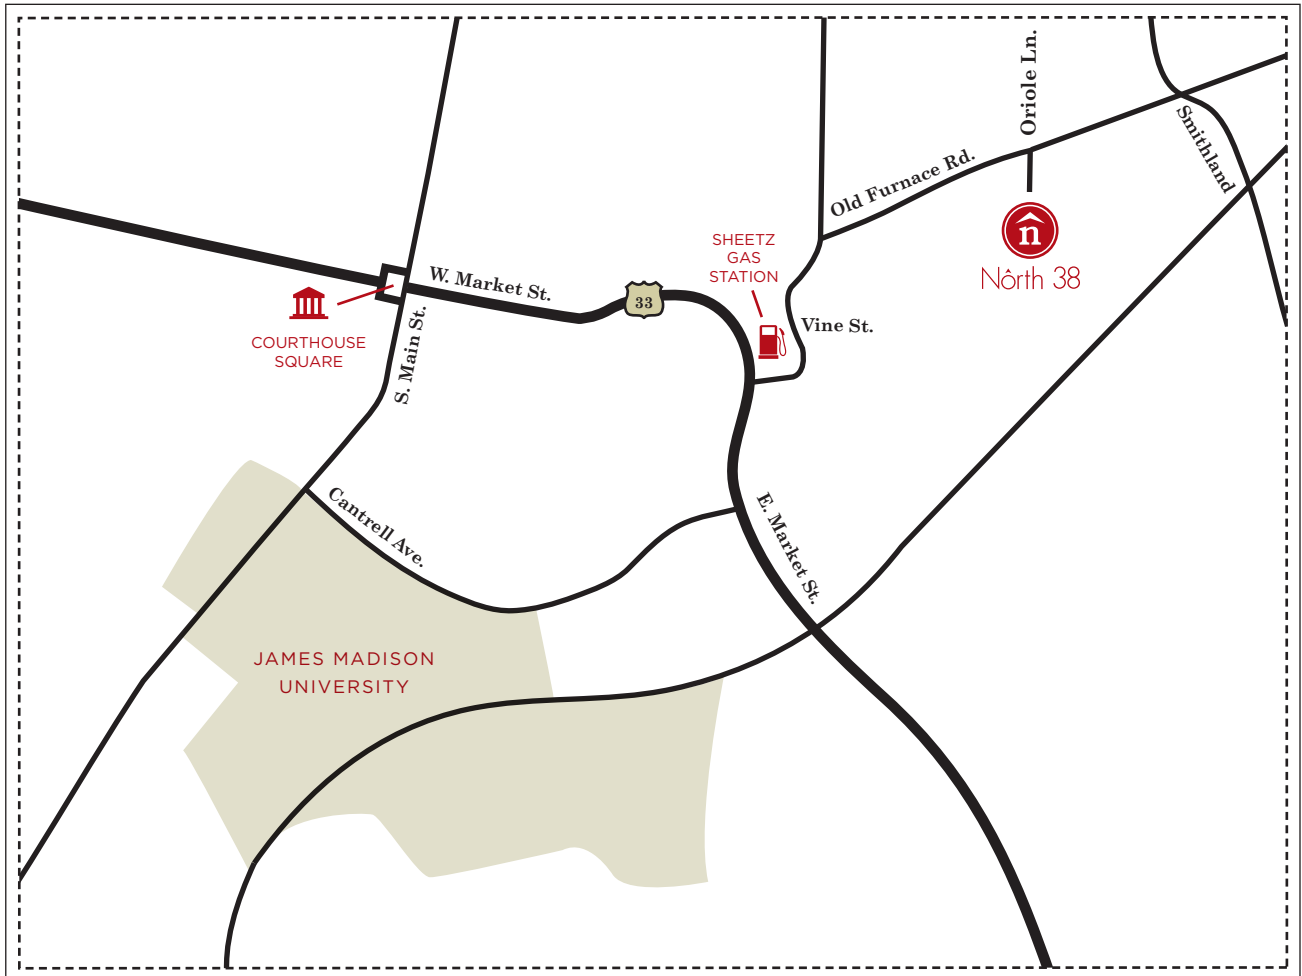 Oriole Ln.
Smithland
Old Furnace Rd.
n
Nôrth 38
SHEETZ
GAS
STATION
W. Market St.
33
Vine St.
COURTHOUSE
SQUARE
S. Main St.
Cantrell Ave.
E. Market St.
JAMES MADISON
UNIVERSITY